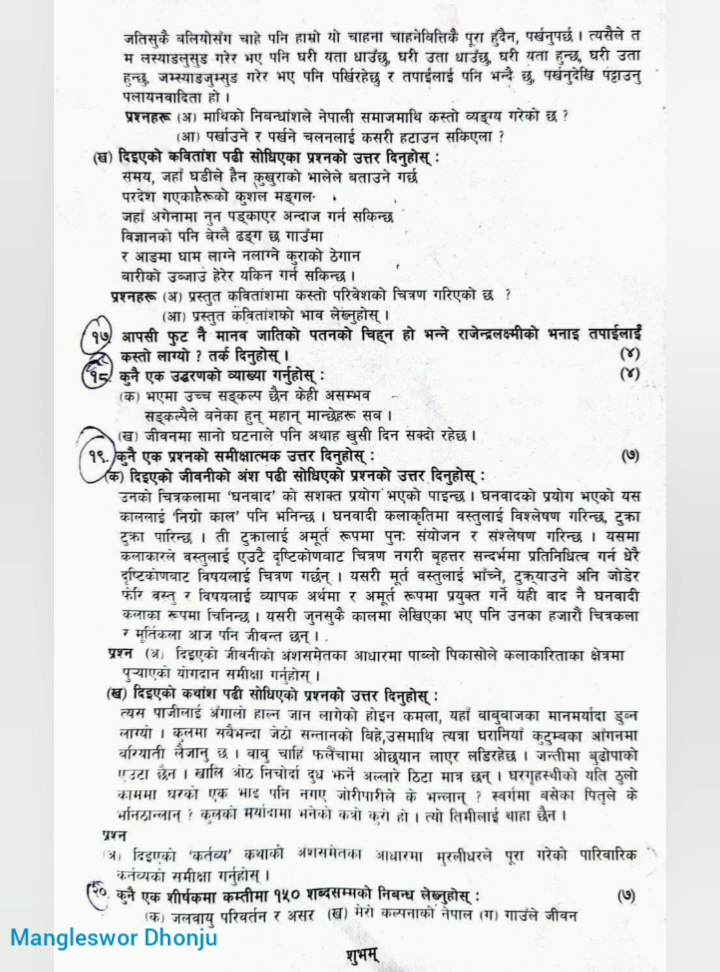 जतिसुकै बलियोसँग चाहे पनि हाम्रो यो चाहना चाहनेवित्तिकै पूरा हुँदैन, पर्खनुपर्छ । त्यसैले त
म लस्याङलुसुङ गरेर भए पनि घरी यता धाउँछु, घरी उता धाउँछु, घरी यता हुन्छ, घरी उता
हुन्छ, जम्स्याङजुम्सुङ गरेर भए पनि पर्खिरहेछु र तपाईंलाई पनि भन्दै छु, पर्खनुदेखि पट्टाउनु
पलायनवादिता हो ।
प्रश्नहरू (अ) माथिको निबन्धांशले नेपाली समाजमाथि कस्तो व्यङ्ग्य गरेको छ ?
(आ) पर्खाउने र पर्खने चलनलाई कसरी हटाउन सकिएला ?
(ख) दिइएको कवितांश पढी सोधिएका प्रश्नको उत्तर दिनुहोस् :
समय, जहाँ घडीले हैन कुखुराको भालेले बताउने गर्छ
परदेश गएकाहरूको कुशल मङ्गल
जहाँ अगेनामा नुन पड्काएर अन्दाज गर्न सकिन्छ
विज्ञानको पनि बेग्लै ढङ्ग छ गाउँमा
र आङमा घाम लाग्ने नलाग्ने कुराको ठेगान
बारीको उब्जाउ हेरेर यकिन गर्न सकिन्छ ।
प्रश्नहरू (अ) प्रस्तुत कवितांशमा कस्तो परिवेशको चित्रण गरिएको छ ?
(आ) प्रस्तुत कवितांशको भाव लेख्नुहोस् ।
१७ आपसी फुट नै मानव जातिको पतनको चिह्न हो भन्ने राजेन्द्रलक्ष्मीको भनाइ तपाईंलाई
कस्तो लाग्यो ? तर्क दिनुहोस् । (४)
१८. कुनै एक उद्धरणको व्याख्या गर्नुहोस् : (४)
(क) भएमा उच्च सङ्कल्प छैन केही असम्भव
सङ्कल्पैले बनेका हुन् महान् मान्छेहरू सब ।
(ख) जीवनमा सानो घटनाले पनि अथाह खुसी दिन सक्दो रहेछ ।
१९. कुनै एक प्रश्नको समीक्षात्मक उत्तर दिनुहोस् : (७)
(क) दिइएको जीवनीको अंश पढी सोधिएको प्रश्नको उत्तर दिनुहोस् :
उनको चित्रकलामा ‘घनवाद’ को सशक्त प्रयोग भएको पाइन्छ । घनवादको प्रयोग भएको यस
काललाई ‘निग्रो काल’ पनि भनिन्छ । घनवादी कलाकृतिमा वस्तुलाई विश्लेषण गरिन्छ, टुक्रा
टुक्रा पारिन्छ । ती टुक्रालाई अमूर्त रूपमा पुनः संयोजन र संश्लेषण गरिन्छ । यसमा
कलाकारले वस्तुलाई एउटै दृष्टिकोणबाट चित्रण नगरी बृहत्तर सन्दर्भमा प्रतिनिधित्व गर्न धेरै
दृष्टिकोणबाट विषयलाई चित्रण गर्छन् । यसरी मूर्त वस्तुलाई भाँच्ने, टुक्र्याउने अनि जोडेर
फेरि वस्तु र विषयलाई व्यापक अर्थमा र अमूर्त रूपमा प्रयुक्त गर्ने यही वाद नै घनवादी
कलाका रूपमा चिनिन्छ । यसरी जुनसुकै कालमा लेखिएका भए पनि उनका हजारौँ चित्रकला
र मूर्तिकला आज पनि जीवन्त छन् ।
प्रश्न (अ) दिइएको जीवनीको अंशसमेतका आधारमा पाब्लो पिकासोले कलाकारिताका क्षेत्रमा
पुऱ्याएको योगदान समीक्षा गर्नुहोस् ।
(ख) दिइएको कथांश पढी सोधिएको प्रश्नको उत्तर दिनुहोस् :
त्यस पाजीलाई अँगालो हाल्न जान लागेको होइन कमला, यहाँ बाबुबाजेका मानमर्यादा डुब्न
लाग्यो । कुलमा सबैभन्दा जेठो सन्तानको विहे,उसमाथि त्यत्रा घरानियाँ कुटुम्बका आँगनमा
बरियाती लैजानु छ । बाबु चाहिँ फलैँचामा ओछ्यान लाएर लडिरहेछ । जन्तीमा बुढोपाको
एउटा छैन । खालि ओठ निचोर्दा दुध झर्ने अल्लारे ठिटा मात्र छन् । घरगृहस्थीको यति ठुलो
काममा घरको एक भाइ पनि नगए जोरीपारीले के भन्लान् ? स्वर्गमा बसेका पितृले के
भनिठान्लान् ? कुलको मर्यादामा भनेको कत्रो कुरो हो । त्यो तिमीलाई थाहा छैन ।
प्रश्न
(अ) दिइएको ‘कर्तव्य’ कथाको अंशसमेतका आधारमा मुरलीधरले पूरा गरेको पारिवारिक
कर्तव्यको समीक्षा गर्नुहोस् ।
२०. कुनै एक शीर्षकमा कम्तीमा १५० शब्दसम्मको निबन्ध लेख्नुहोस् : (७)
(क) जलवायु परिवर्तन र असर (ख) मेरो कल्पनाको नेपाल (ग) गाउँले जीवन
Mangleswor Dhonju
शुभम्